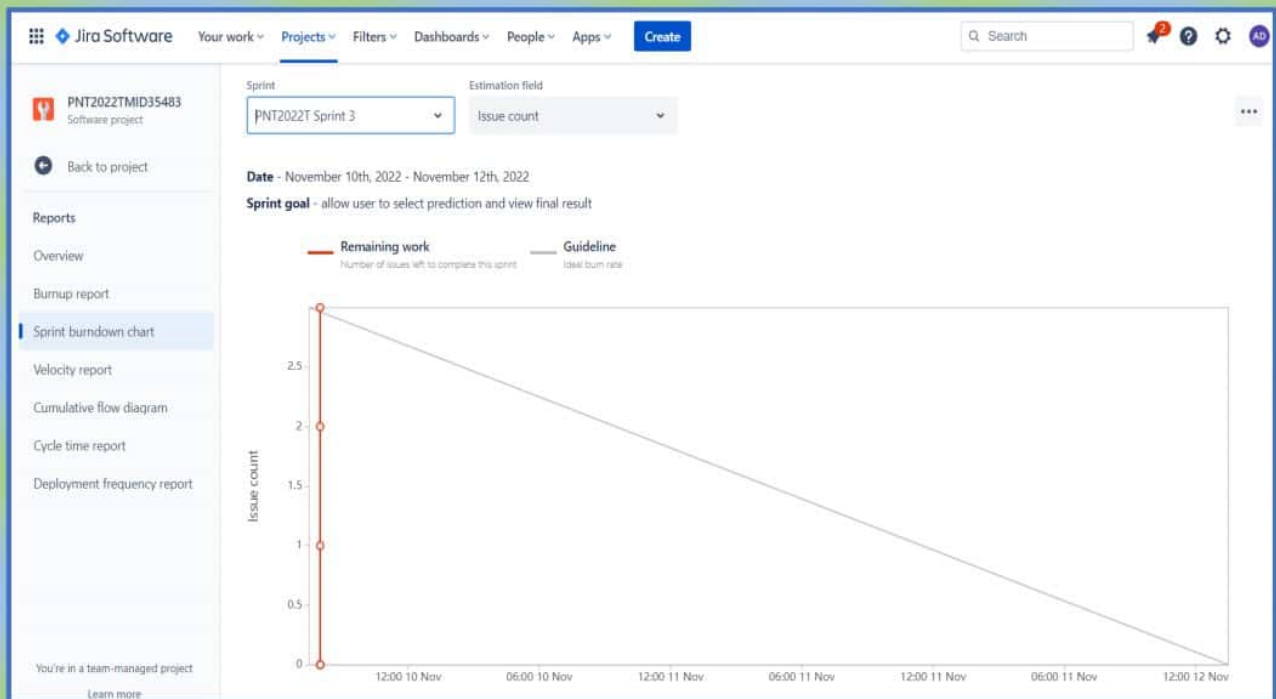 Jira Software Your work Projects Filters Dashboards People Apps Create Search 2 AD
PNT2022TMID35483
Software project
Back to project
Reports
Overview
Burnup report
Sprint burndown chart
Velocity report
Cumulative flow diagram
Cycle time report
Deployment frequency report
You're in a team-managed project
Learn more
Sprint Estimation field
PNT2022T Sprint 3 Issue count
Date - November 10th, 2022 - November 12th, 2022
Sprint goal - allow user to select prediction and view final result
Remaining work Guideline
Number of issues left to complete this sprint Ideal burn rate
Issue count
2.5
2
1.5
1
0.5
0
12:00 10 Nov 06:00 10 Nov 12:00 11 Nov 06:00 11 Nov 12:00 11 Nov 06:00 11 Nov 12:00 12 Nov